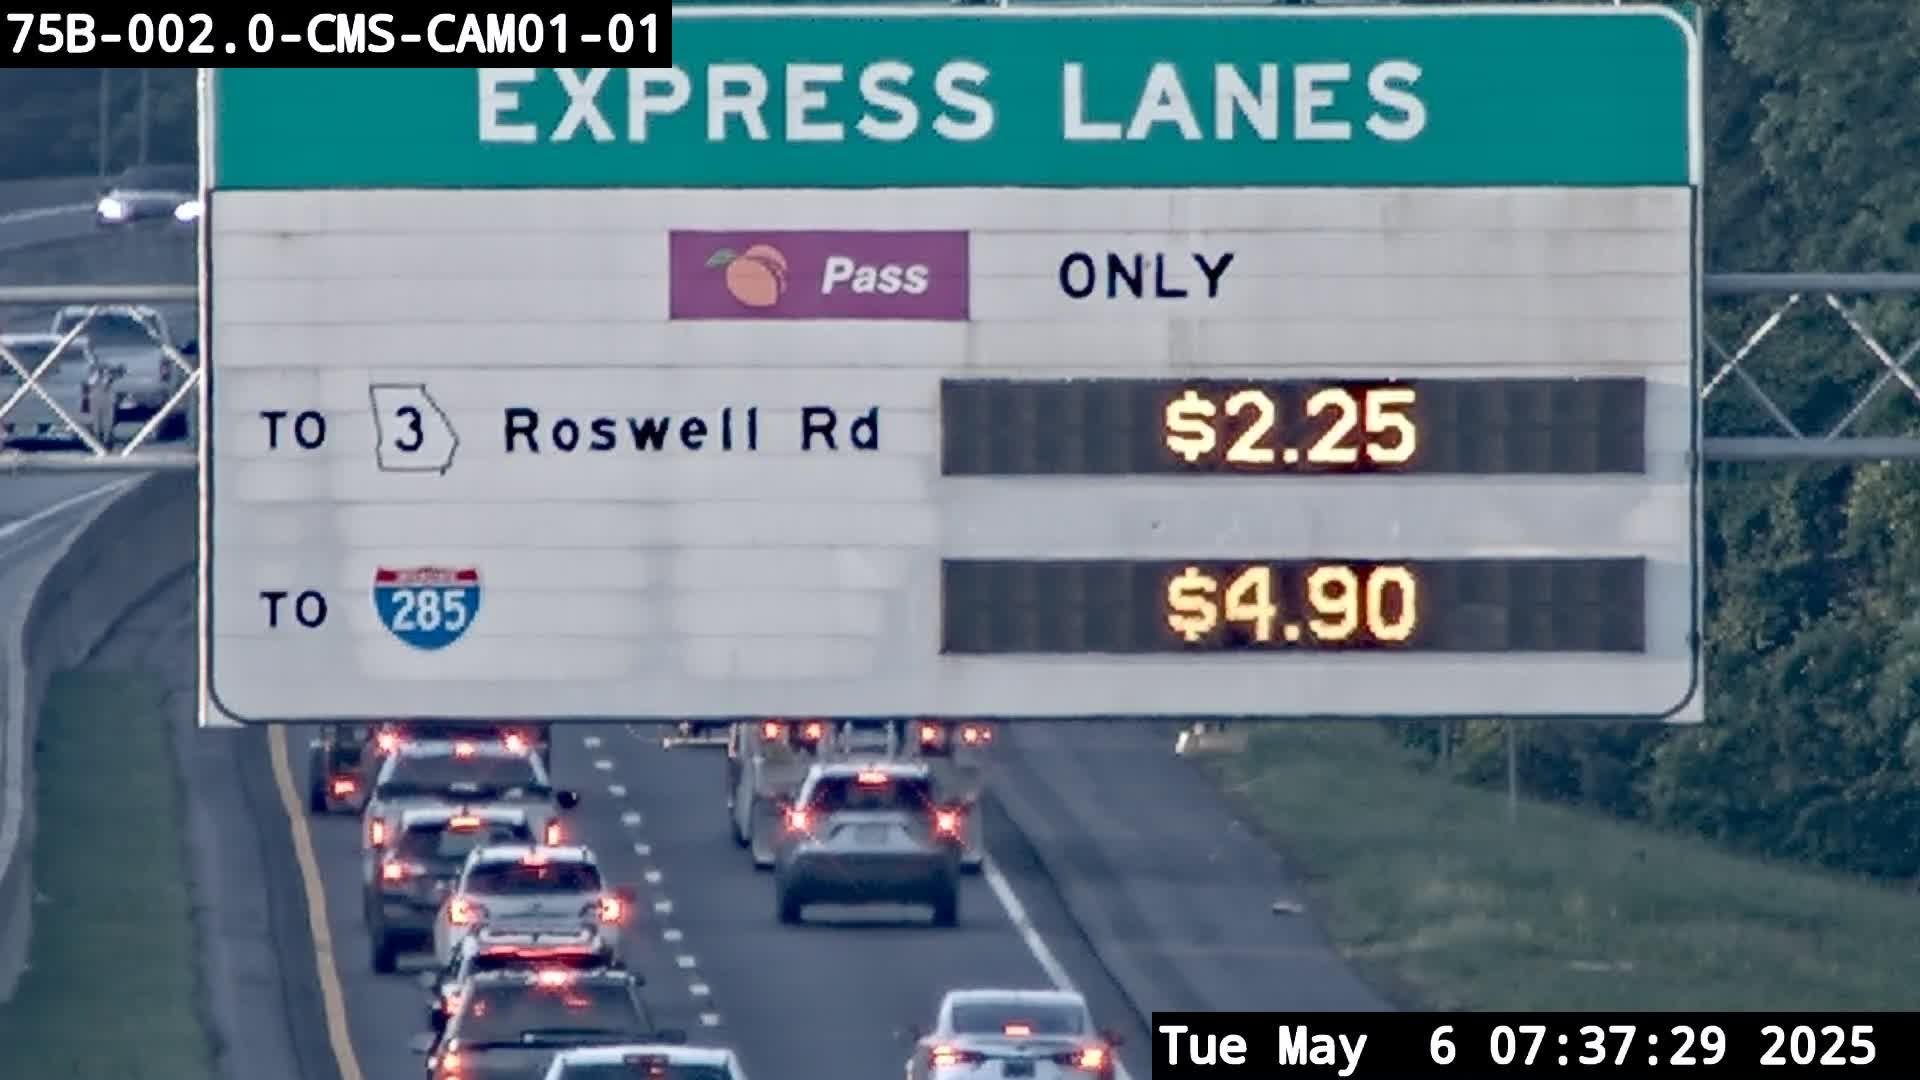 75B-002.0-CMS-CAM01-01
EXPRESS LANES
Pass ONLY
TO 3 Roswell Rd $2.25
TO 285 $4.90
Tue May 6 07:37:29 2025